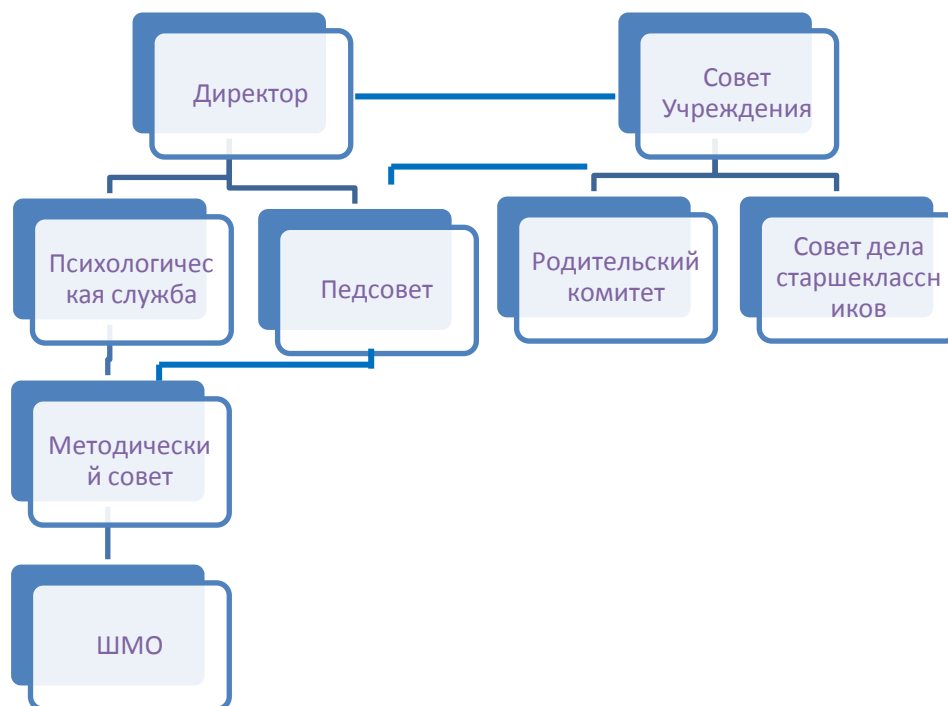 Директор
Совет
Учреждения
Психологичес
кая служба
Педсовет
Родительский
комитет
Совет дела
старшеклассн
иков
Методически
й совет
ШМО